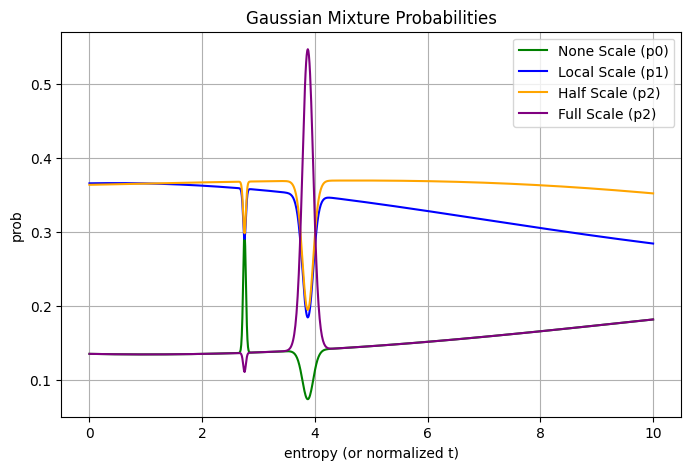 Gaussian Mixture Probabilities
None Scale (p0)
Local Scale (p1)
Half Scale (p2)
Full Scale (p2)
prob
0.5
0.4
0.3
0.2
0.1
0 2 4 6 8 10
entropy (or normalized t)